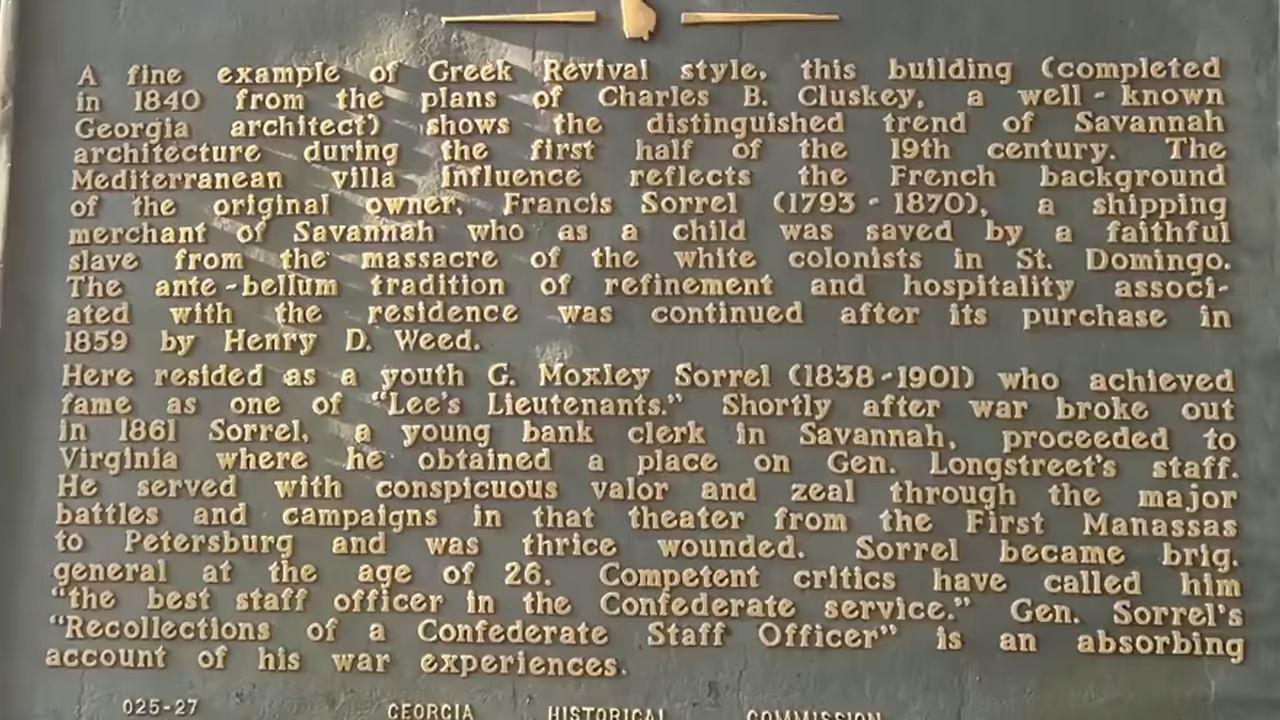 A fine example of Greek Revival style, this building (completed
in 1840 from the plans of Charles B. Cluskey, a well-known
Georgia architect) shows the distinguished trend of Savannah
architecture during the first half of the 19th century. The
Mediterranean villa influence reflects the French background
of the original owner, Francis Sorrel (1793-1870), a shipping
merchant of Savannah who as a child was saved by a faithful
slave from the massacre of the white colonists in St. Domingo.
The ante-bellum tradition of refinement and hospitality associ-
ated with the residence was continued after its purchase in
1859 by Henry D. Weed.
Here resided as a youth G. Moxley Sorrel (1838-1901) who achieved
fame as one of "Lee's Lieutenants." Shortly after war broke out
in 1861 Sorrel, a young bank clerk in Savannah, proceeded to
Virginia where he obtained a place on Gen. Longstreet's staff.
He served with conspicuous valor and zeal through the major
battles and campaigns in that theater from the First Manassas
to Petersburg and was thrice wounded. Sorrel became brig.
general at the age of 26. Competent critics have called him
"the best staff officer in the Confederate service." Gen. Sorrel's
"Recollections of a Confederate Staff Officer" is an absorbing
account of his war experiences.
025-27 GEORGIA HISTORICAL COMMISSION